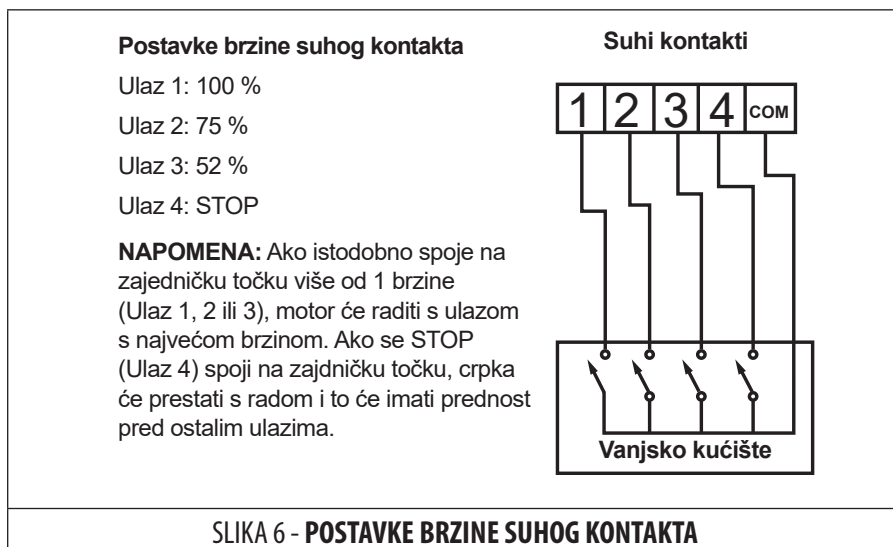 Postavke brzine suhog kontakta
Ulaz 1: 100 %
Ulaz 2: 75 %
Ulaz 3: 52 %
Ulaz 4: STOP
NAPOMENA: Ako istodobno spoje na
zajedničku točku više od 1 brzine
(Ulaz 1, 2 ili 3), motor će raditi s ulazom
s najvećom brzinom. Ako se STOP
(Ulaz 4) spoji na zajdničku točku, crpka
će prestati s radom i to će imati prednost
pred ostalim ulazima.
Suhi kontakti
1 2 3 4 COM
Vanjsko kućište
SLIKA 6 - POSTAVKE BRZINE SUHOG KONTAKTA